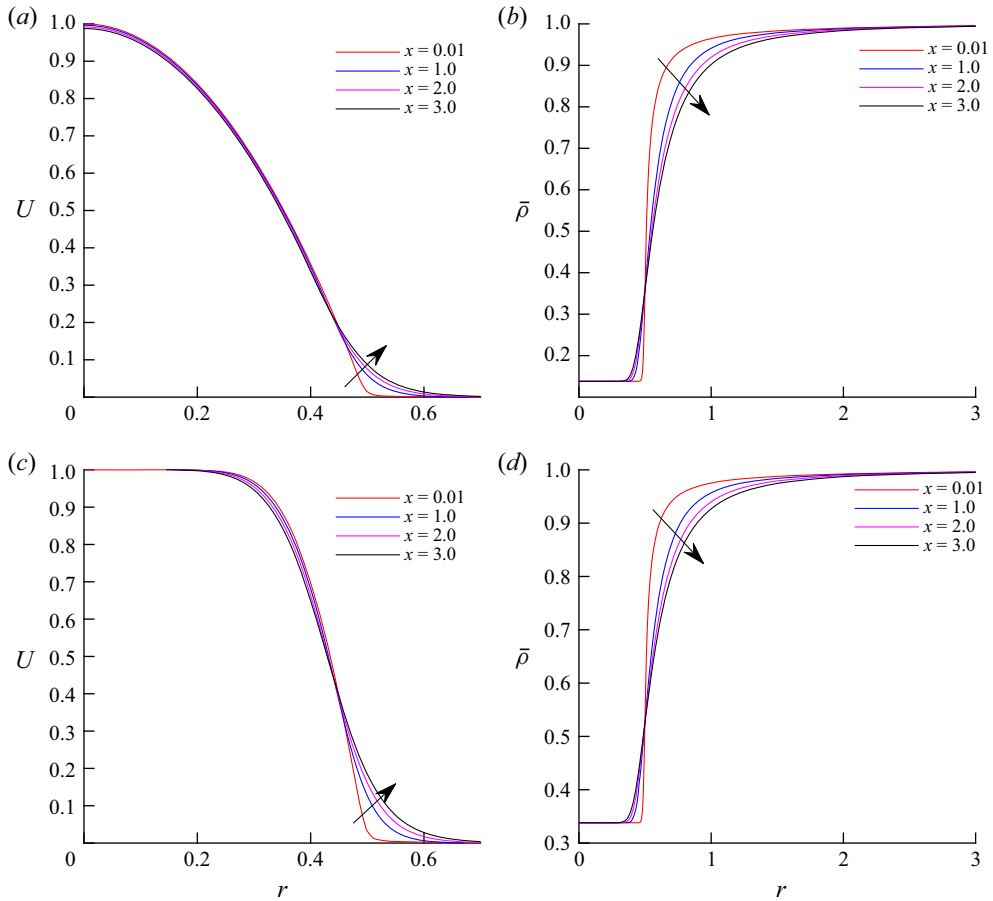 (a)
1.0
0.9
0.8
0.7
0.6
U
0.5
0.4
0.3
0.2
0.1
0
0.2
0.4
0.6
x = 0.01
x = 1.0
x = 2.0
x = 3.0
(b)
1.0
0.9
0.8
0.7
0.6
ρ̄
0.5
0.4
0.3
0.2
0
1
2
3
x = 0.01
x = 1.0
x = 2.0
x = 3.0
(c)
1.0
0.9
0.8
0.7
0.6
U
0.5
0.4
0.3
0.2
0.1
0
0.2
0.4
0.6
r
x = 0.01
x = 1.0
x = 2.0
x = 3.0
(d)
1.0
0.9
0.8
0.7
ρ̄
0.6
0.5
0.4
0.3
0
1
2
3
r
x = 0.01
x = 1.0
x = 2.0
x = 3.0